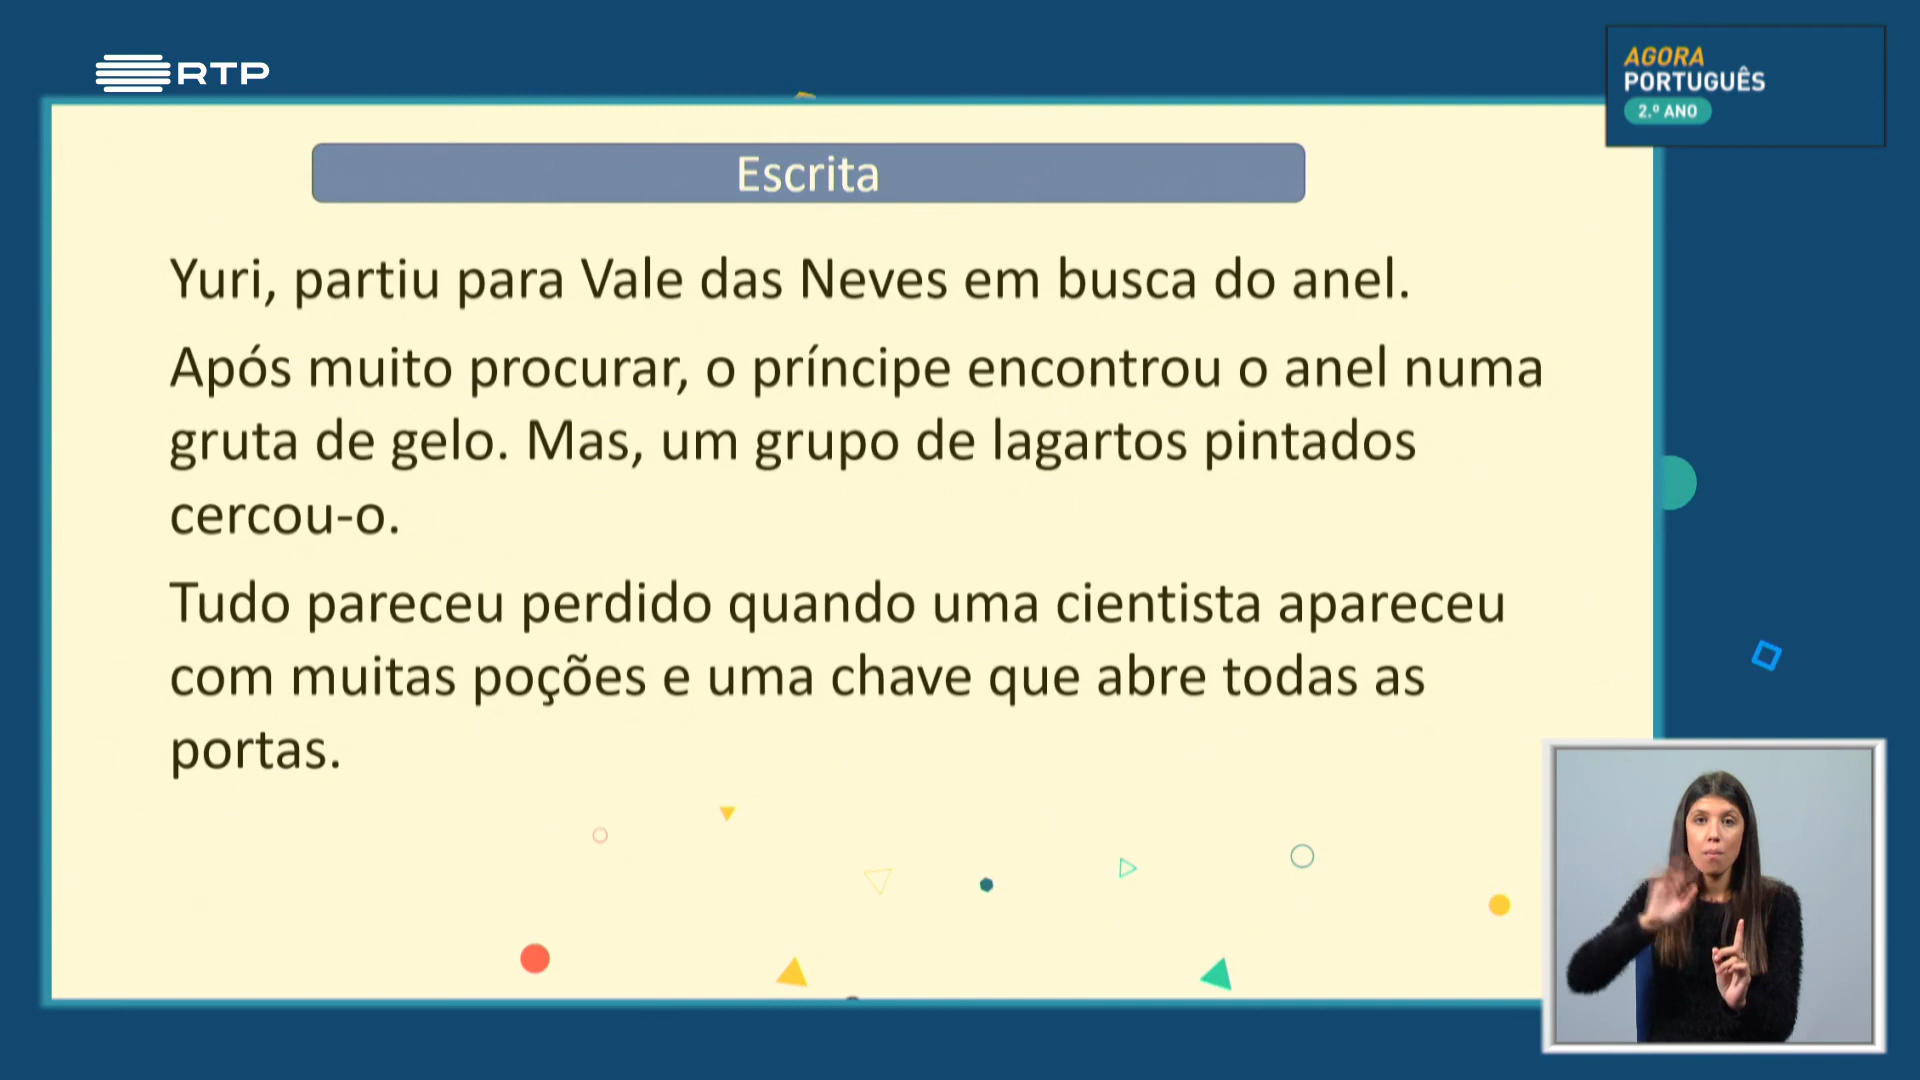 RTP
AGORA
PORTUGUÊS
2.º ANO
Escrita
Yuri, partiu para Vale das Neves em busca do anel.
Após muito procurar, o príncipe encontrou o anel numa
gruta de gelo. Mas, um grupo de lagartos pintados
cercou-o.
Tudo pareceu perdido quando uma cientista apareceu
com muitas poções e uma chave que abre todas as
portas.